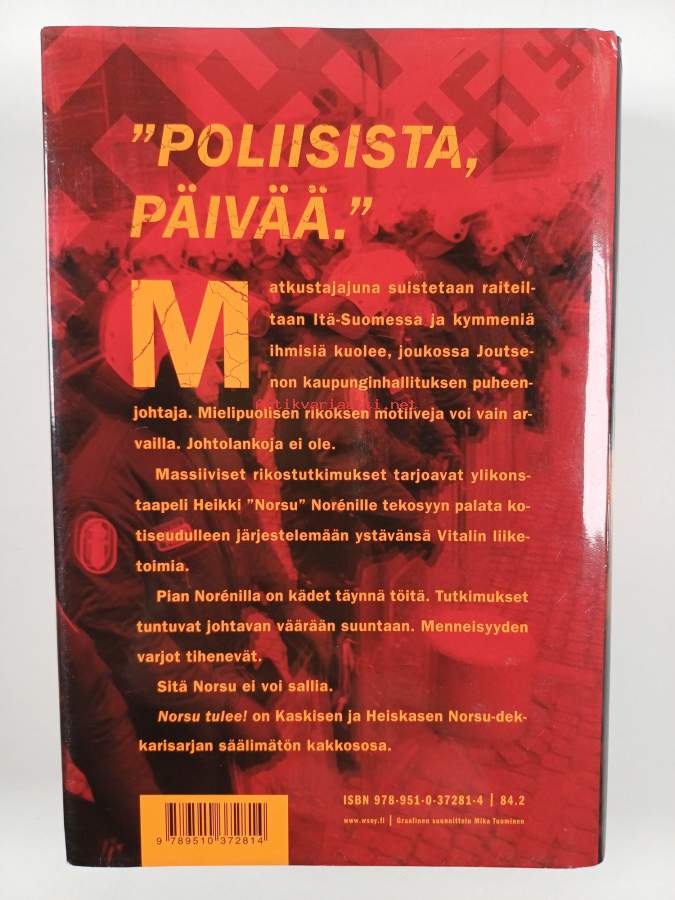 "POLIISISTA,
PÄIVÄÄ."
Matkustajajuna suistetaan raiteil-
taan Itä-Suomessa ja kymmeniä
ihmisiä kuolee, joukossa Joutse-
non kaupunginhallituksen puheen-
antikvariaatti.net
johtaja. Mielipuolisen rikoksen motiiveja voi vain ar-
vailla. Johtolankoja ei ole.
Massiiviset rikostutkimukset tarjoavat ylikons-
taapeli Heikki "Norsu" Norénille tekosyyn palata ko-
tiseudulleen järjestelemään ystävänsä Vitalin liike-
toimia.
Pian Norénilla on kädet täynnä töitä. Tutkimukset
tuntuvat johtavan väärään suuntaan. Menneisyyden
varjot tihenevät.
Sitä Norsu ei voi sallia.
Norsu tulee! on Kaskisen ja Heiskasen Norsu-dek-
karisarjan säälimätön kakkososa.
ISBN 978-951-0-37281-4 | 84.2
www.wsoy.fi | Graafinen suunnittelu Mika Tuominen
9 789510 372814